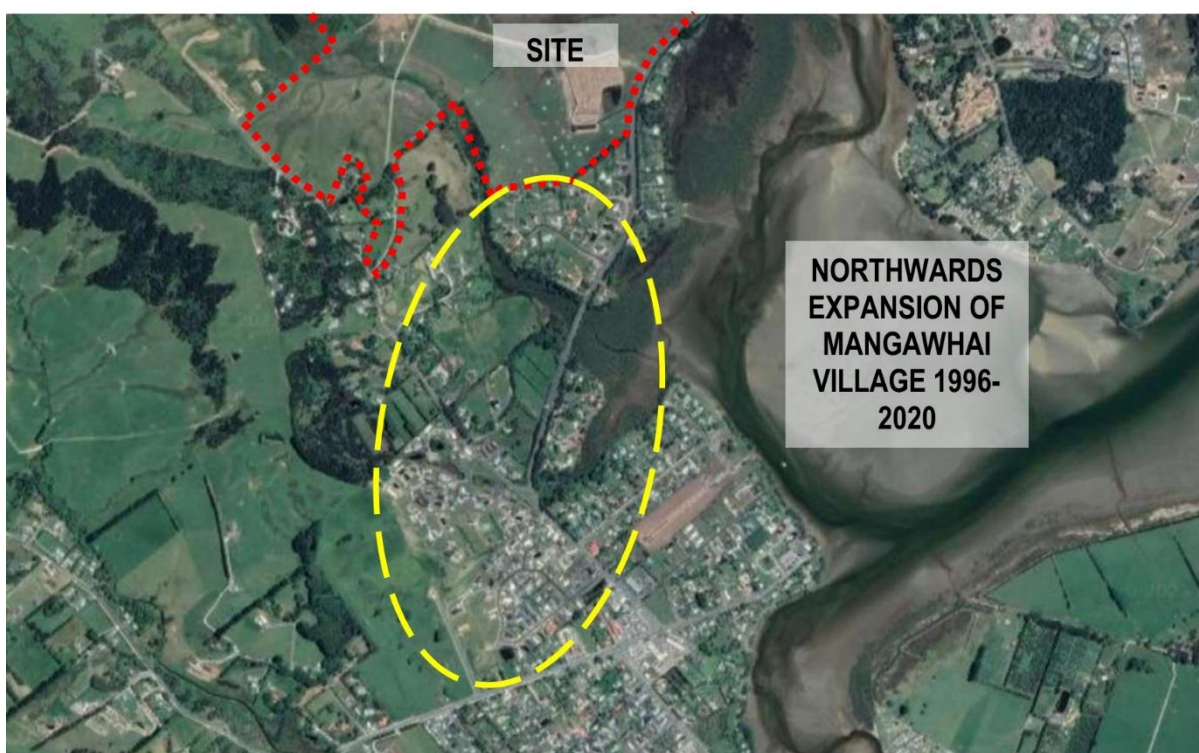 SITE
NORTHWARDS
EXPANSION OF
MANGAWHAI
VILLAGE 1996-
2020